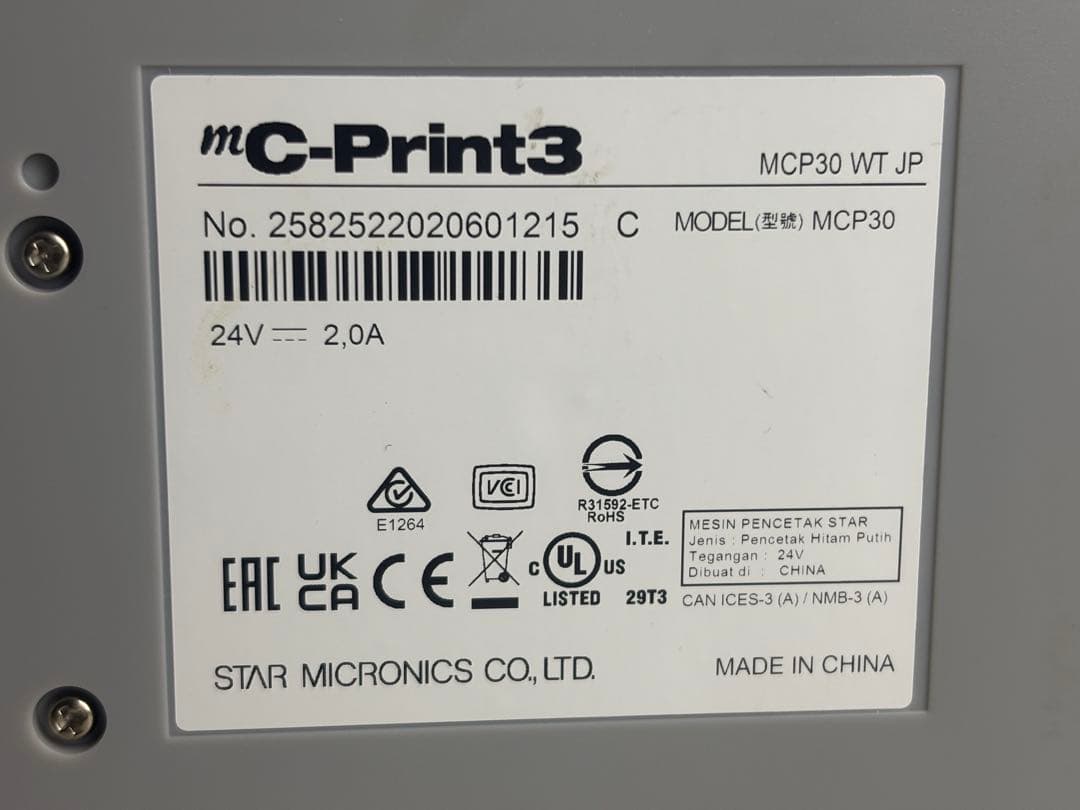 mC-Print3
MCP30 WT JP
No. 2582522020601215 C MODEL(型號) MCP30
24V 2,0A
E1264
VCI
R31592-ETC
RoHS
EAC UK CA CE
c UL US
LISTED
I.T.E.
29T3
MESIN PENCETAK STAR
Jenis : Pencetak Hitam Putih
Tegangan : 24V
Dibuat di : CHINA
CAN ICES-3 (A) / NMB-3 (A)
STAR MICRONICS CO., LTD.
MADE IN CHINA